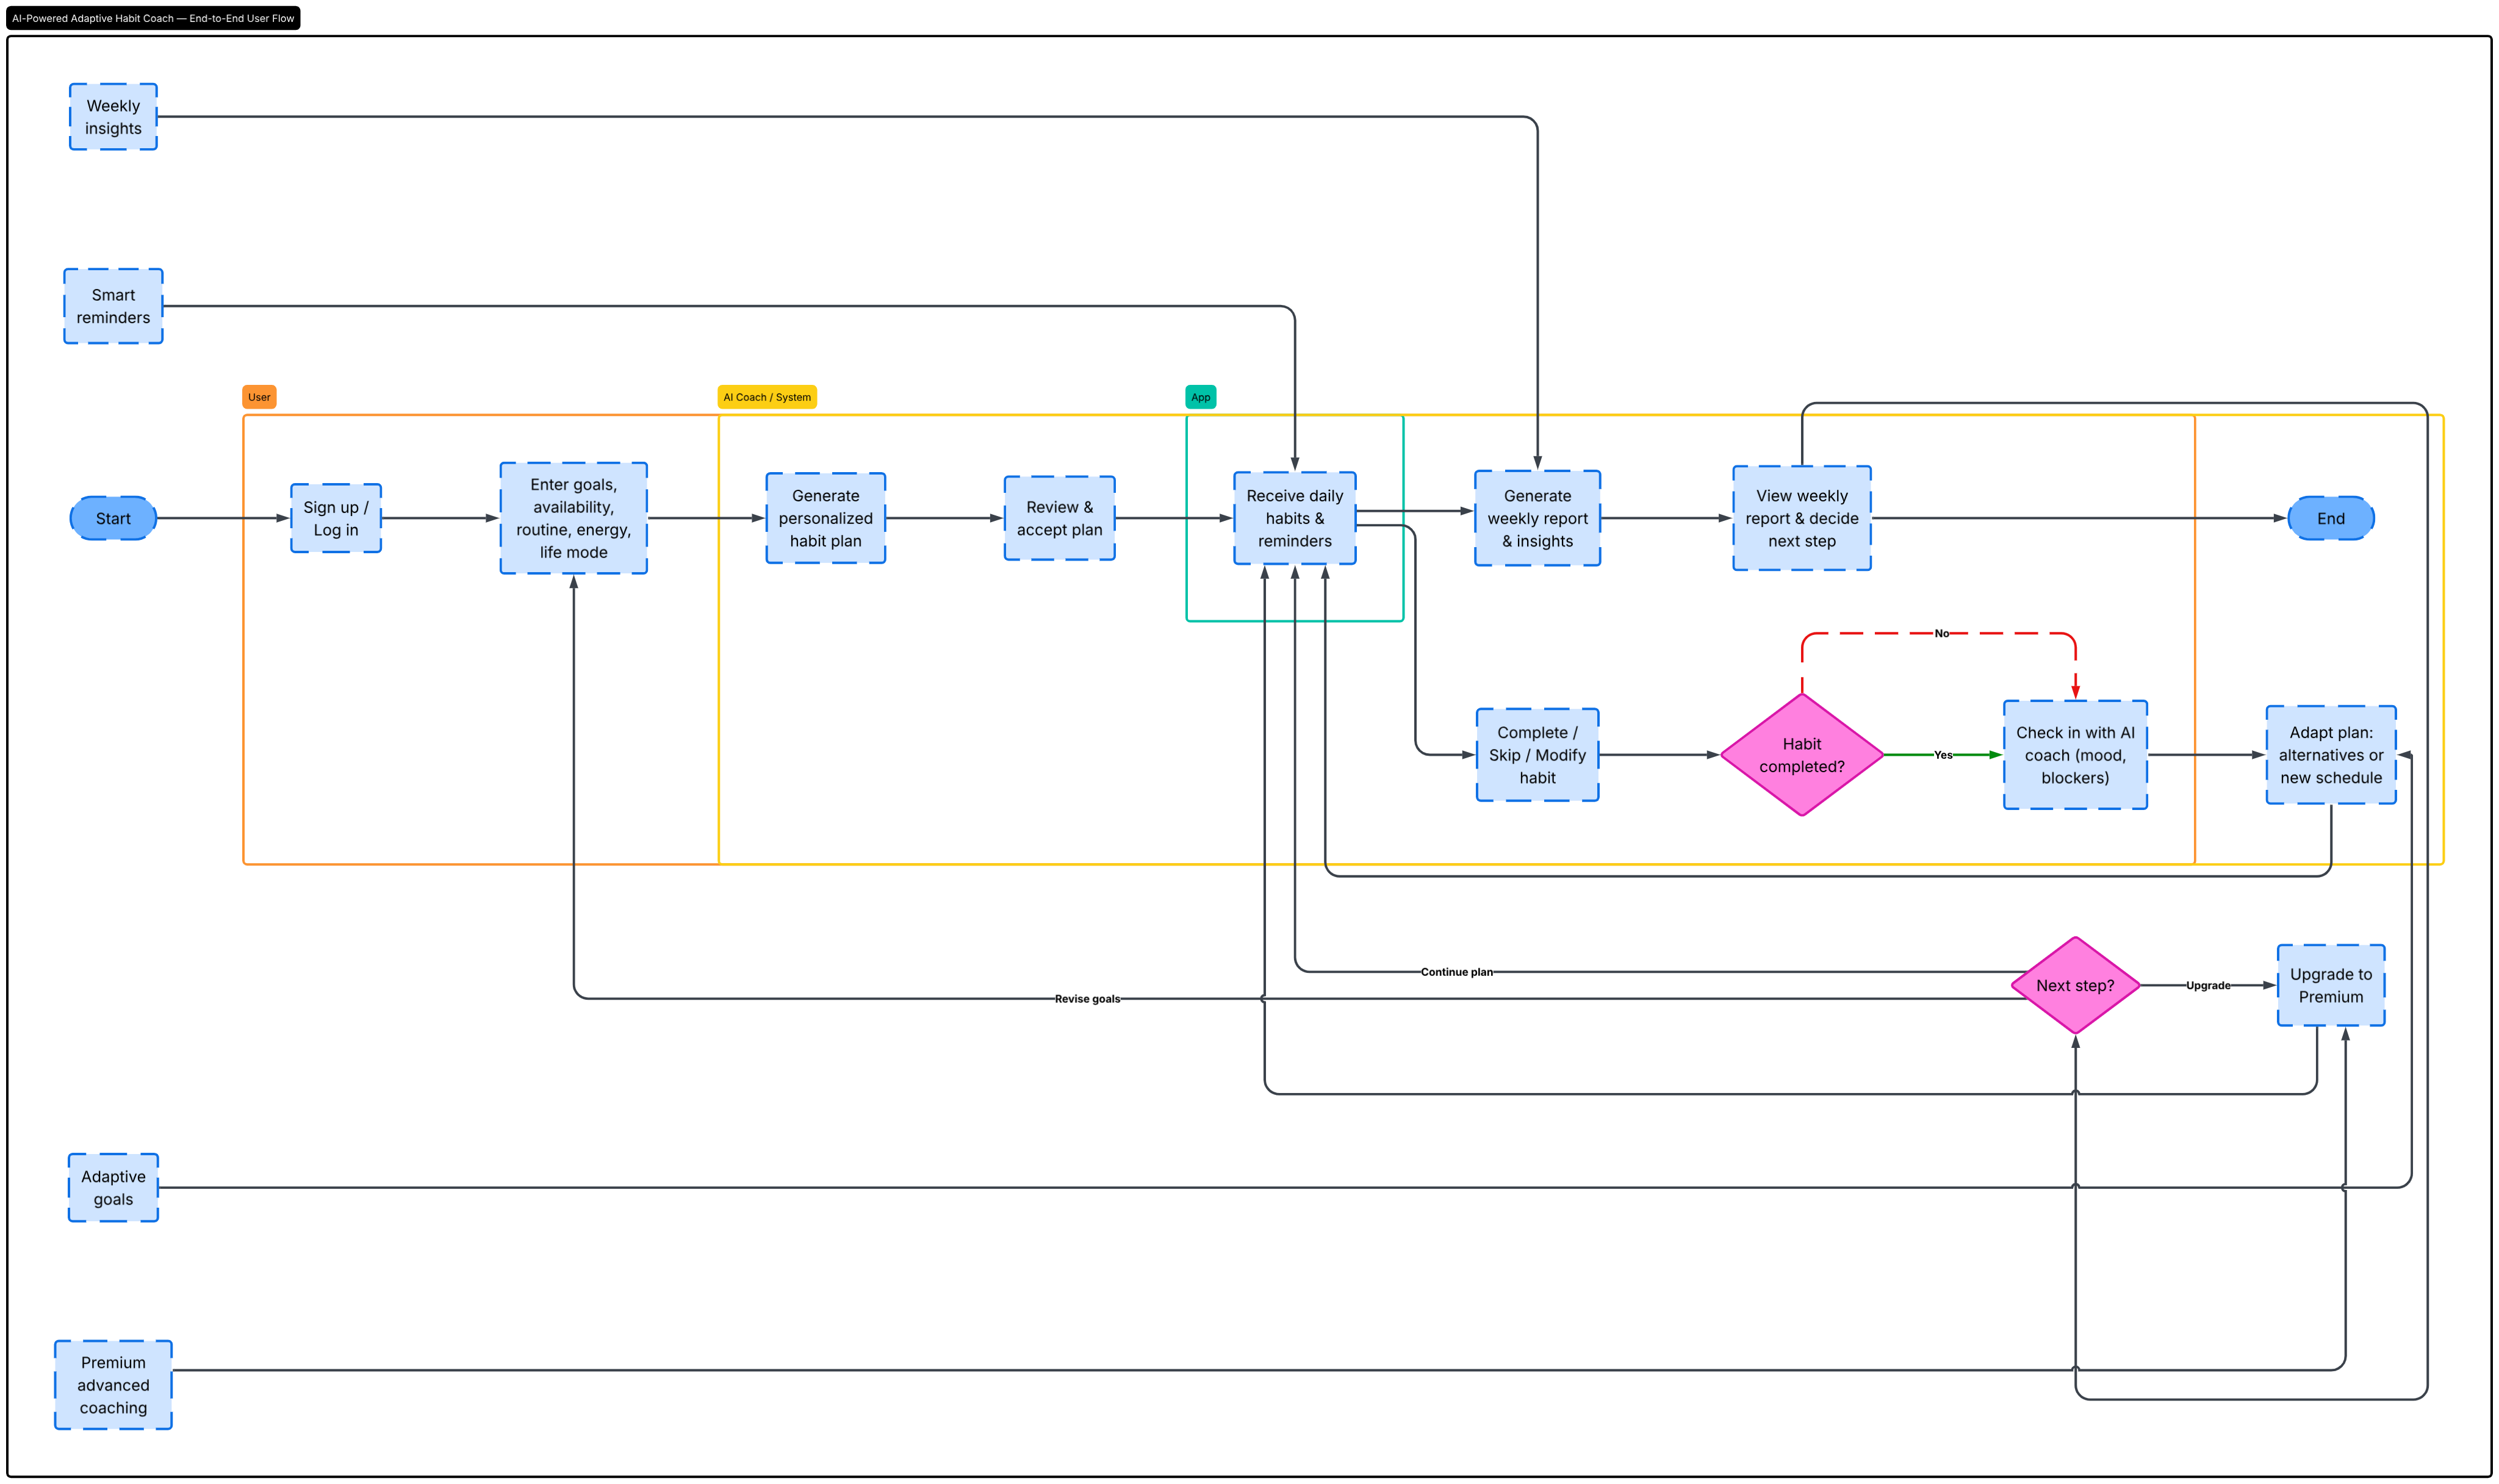 AI-Powered Adaptive Habit Coach — End-to-End User Flow
Weekly
insights
Smart
reminders
User
AI Coach / System
App
Start
Sign up /
Log in
Enter goals,
availability,
routine, energy,
life mode
Generate
personalized
habit plan
Review &
accept plan
Receive daily
habits &
reminders
Generate
weekly report
& insights
View weekly
report & decide
next step
End
No
Complete /
Skip / Modify
habit
Habit
completed?
Yes
Check in with AI
coach (mood,
blockers)
Adapt plan:
alternatives or
new schedule
Continue plan
Revise goals
Next step?
Upgrade
Upgrade to
Premium
Adaptive
goals
Premium
advanced
coaching